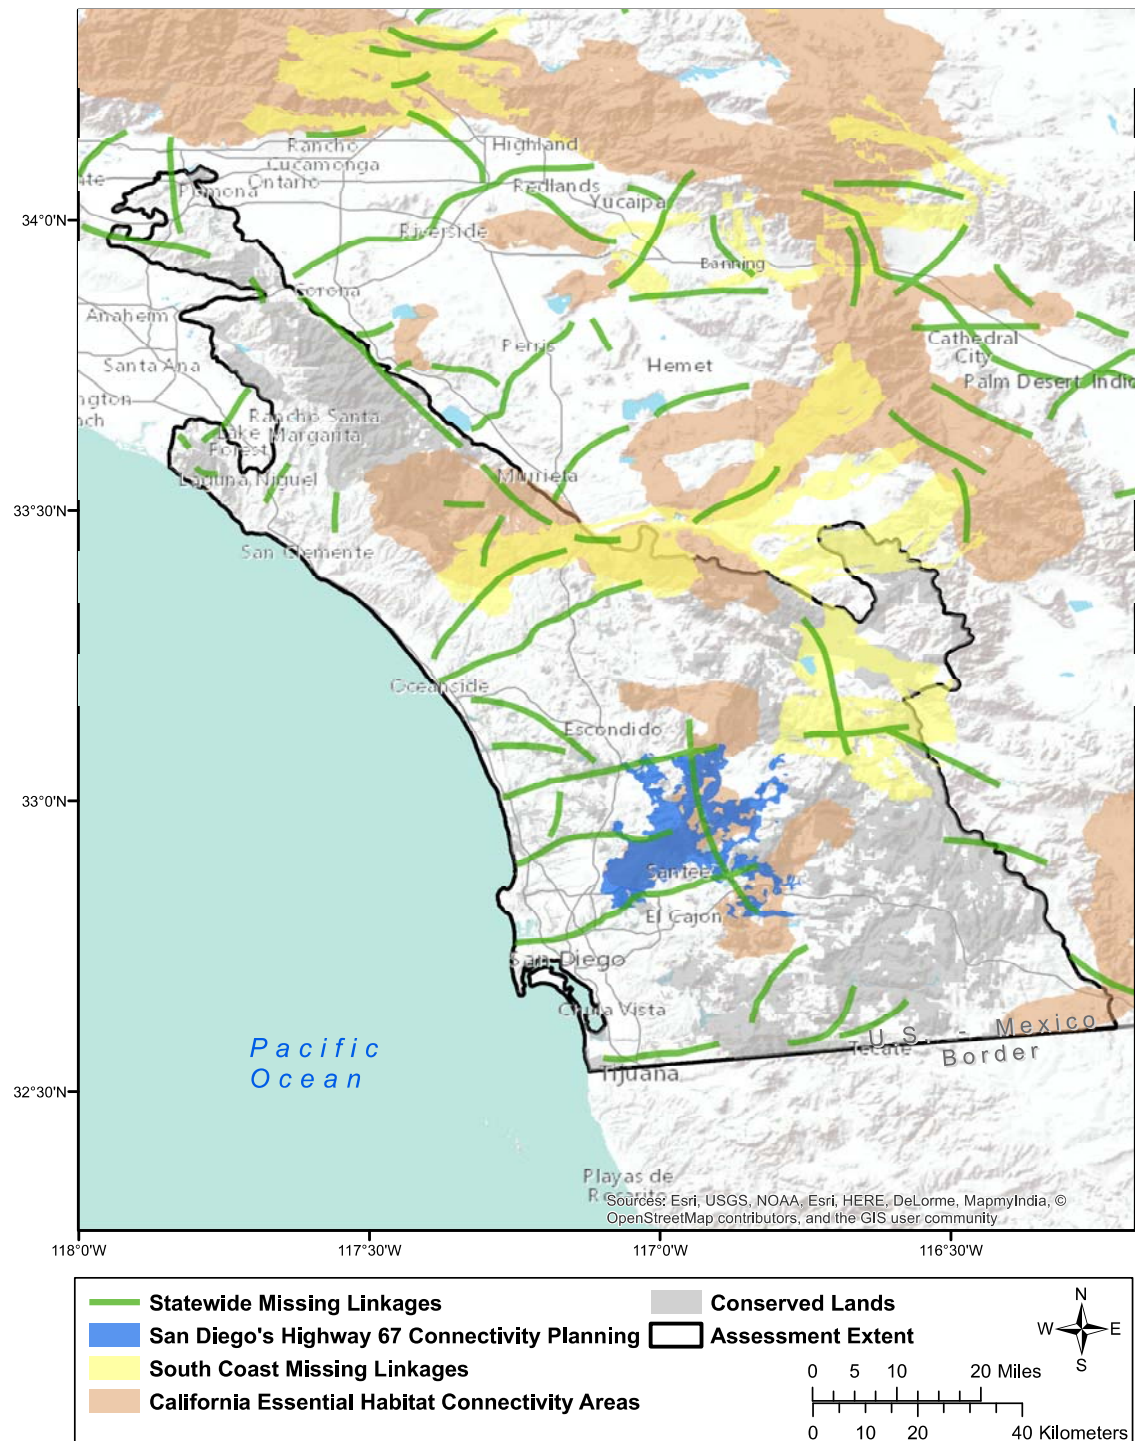 Rancho
Cucamonga
Highland
Ontario
Pomona
Redlands
Yucaipa
34°0'N
Riverside
Banning
Corona
Anaheim
Perris
Cathedral
City
Santa Ana
Hemet
Palm Desert
Indio
Rancho Santa
Margarita
Lake
Forest
Laguna Niguel
Murrieta
33°30'N
San Clemente
Oceanside
Escondido
33°0'N
Santee
El Cajon
San Diego
Chula Vista
U.S. - Mexico
Border
Tecate
Pacific
Ocean
Tijuana
32°30'N
Playas de
Rosarito
Sources: Esri, USGS, NOAA, Esri, HERE, DeLorme, MapmyIndia, ©
OpenStreetMap contributors, and the GIS user community
118°0'W
117°30'W
117°0'W
116°30'W
Statewide Missing Linkages
San Diego's Highway 67 Connectivity Planning
South Coast Missing Linkages
California Essential Habitat Connectivity Areas
Conserved Lands
Assessment Extent
N
W E
S
0 5 10 20 Miles
0 10 20 40 Kilometers